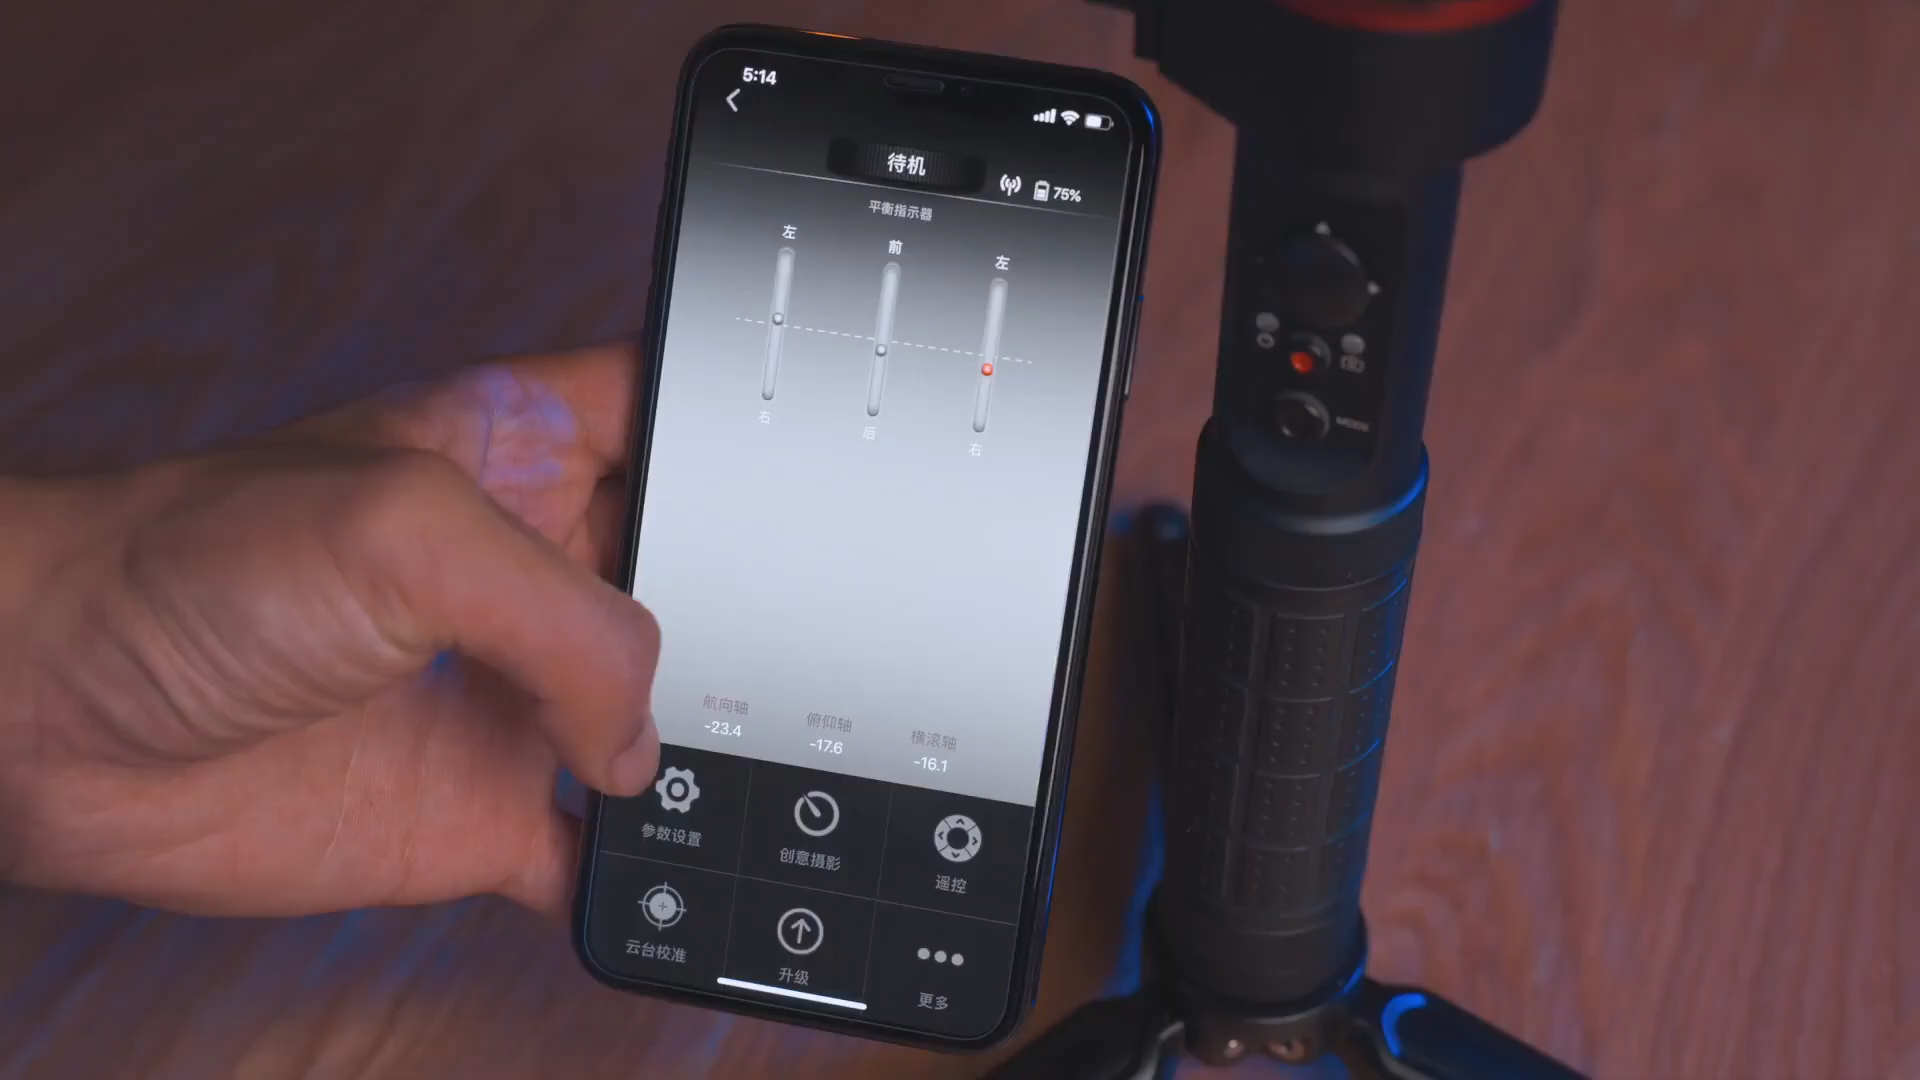 5:14
待机
75%
平衡指示器
左 前 左
右 后 右
航向轴 俯仰轴 横滚轴
-23.4 -17.6 -16.1
参数设置 创意摄影 遥控
云台校准 升级 更多
MODE